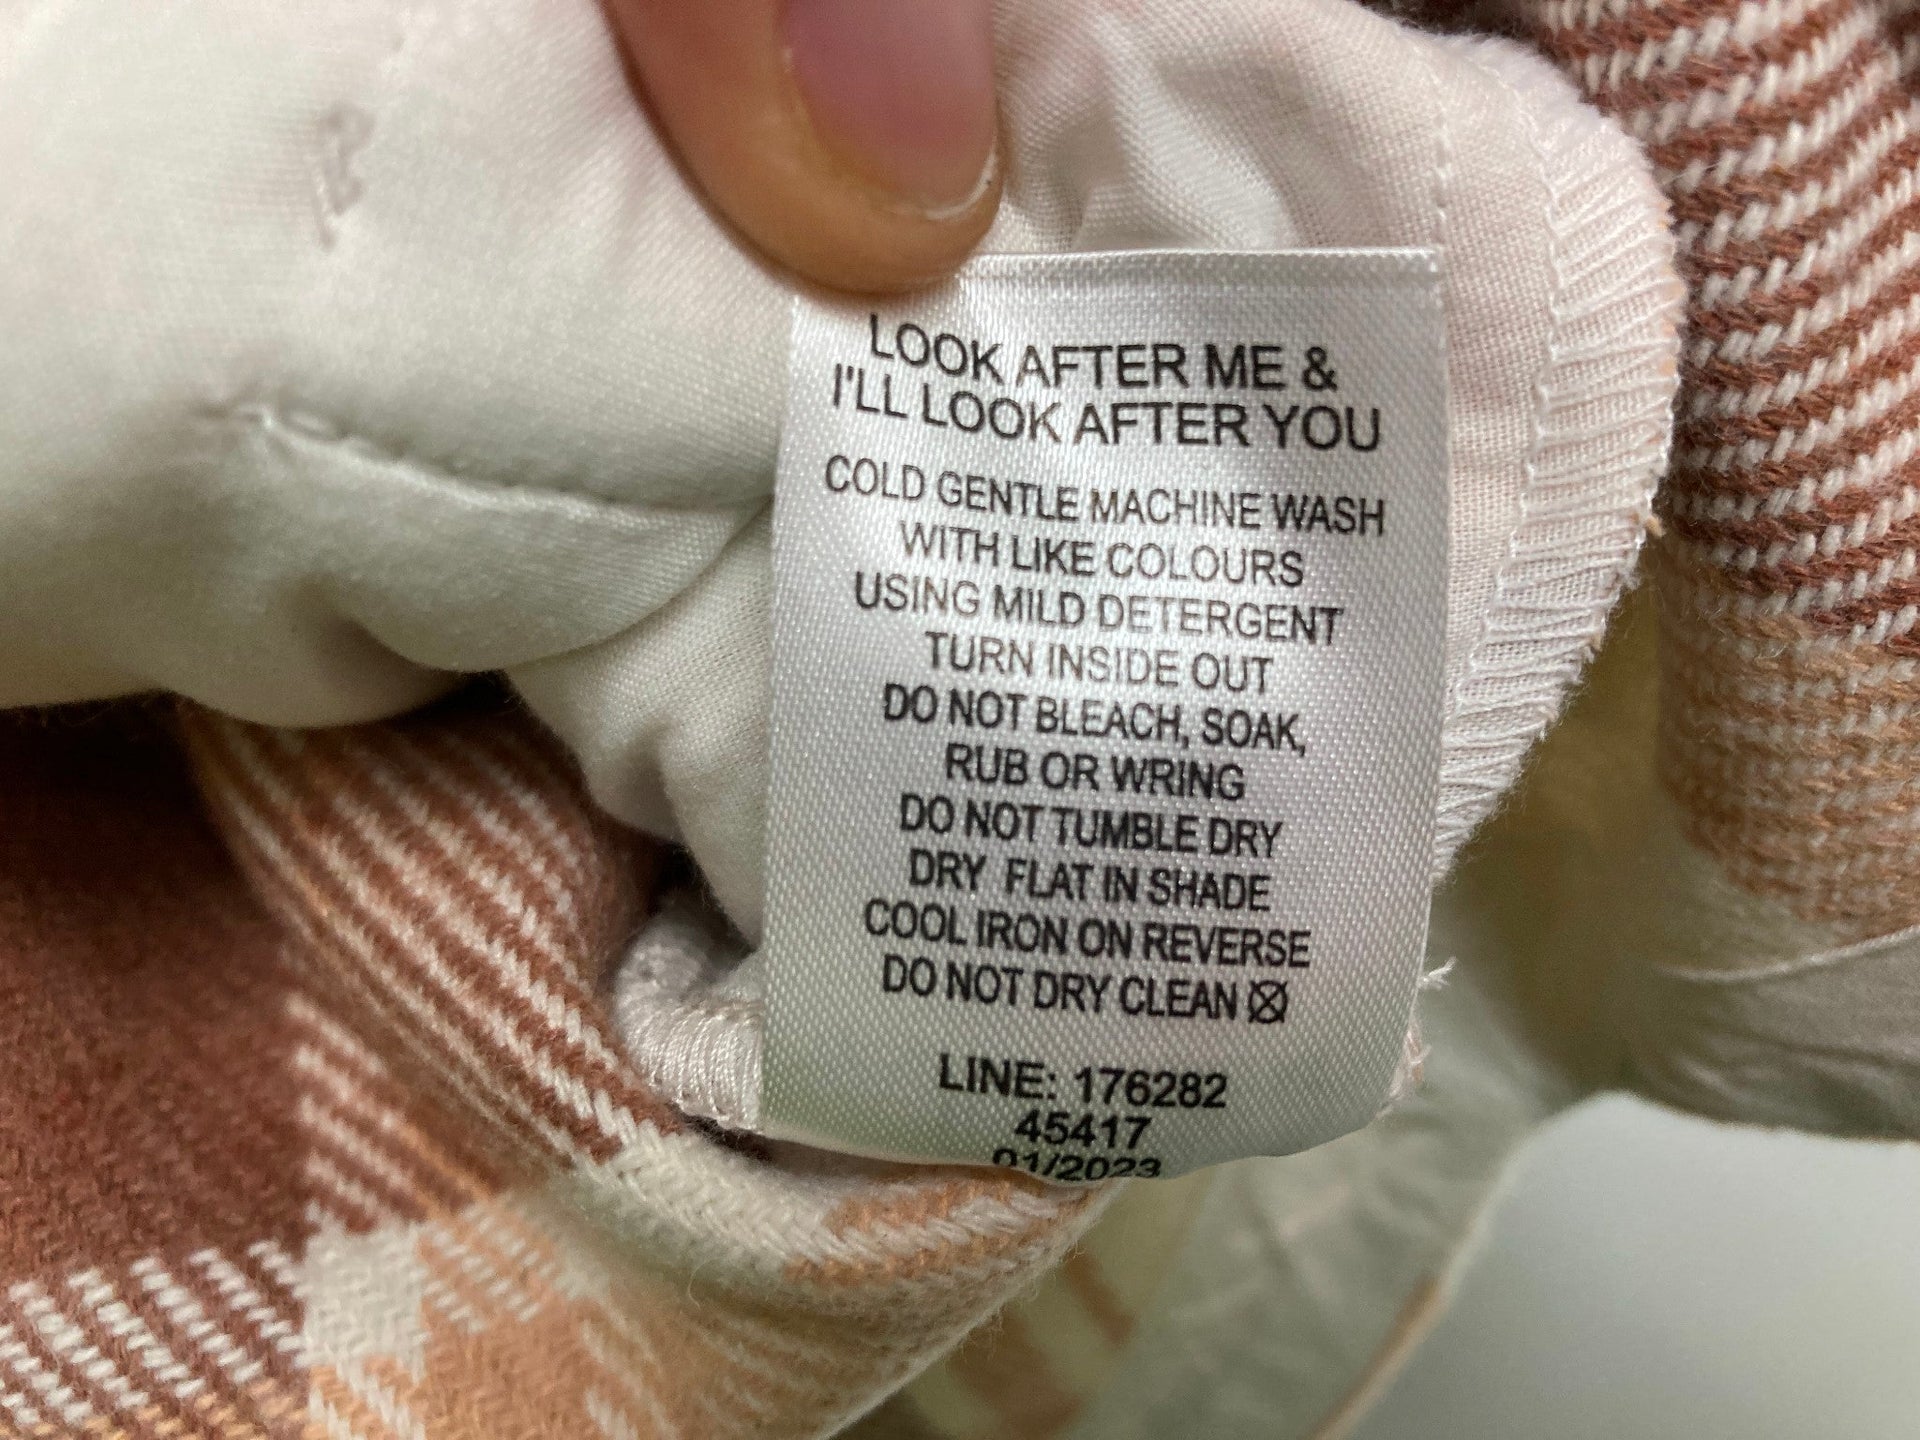 LOOK AFTER ME &
I'LL LOOK AFTER YOU
COLD GENTLE MACHINE WASH
WITH LIKE COLOURS
USING MILD DETERGENT
TURN INSIDE OUT
DO NOT BLEACH, SOAK,
RUB OR WRING
DO NOT TUMBLE DRY
DRY FLAT IN SHADE
COOL IRON ON REVERSE
DO NOT DRY CLEAN
LINE: 176282
45417
01/2023